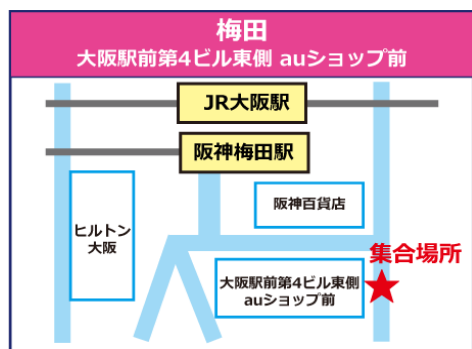 梅田
大阪駅前第4ビル東側 auショップ前
JR大阪駅
阪神梅田駅
ヒルトン
大阪
阪神百貨店
集合場所
大阪駅前第4ビル東側
auショップ前